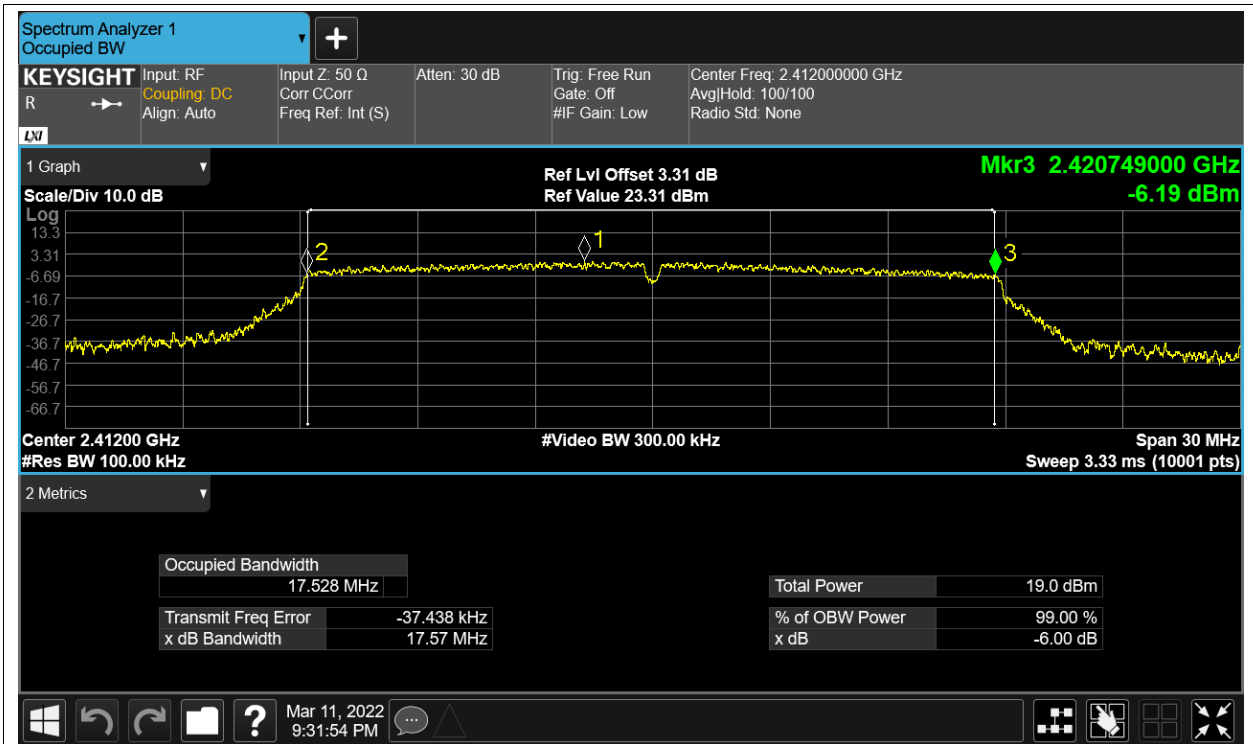 Spectrum Analyzer 1
Occupied BW
KEYSIGHT
R
LXI
Input: RF
Coupling: DC
Align: Auto
Input Z: 50 Ω
Corr CCorr
Freq Ref: Int (S)
Atten: 30 dB
Trig: Free Run
Gate: Off
#IF Gain: Low
Center Freq: 2.412000000 GHz
Avg|Hold: 100/100
Radio Std: None
1 Graph
Scale/Div 10.0 dB
Ref Lvl Offset 3.31 dB
Ref Value 23.31 dBm
Mkr3 2.420749000 GHz
-6.19 dBm
Log
13.3
3.31
-6.69
-16.7
-26.7
-36.7
-46.7
-56.7
-66.7
2
1
3
Center 2.41200 GHz
#Res BW 100.00 kHz
#Video BW 300.00 kHz
Span 30 MHz
Sweep 3.33 ms (10001 pts)
2 Metrics
Occupied Bandwidth
17.528 MHz
Transmit Freq Error -37.438 kHz
x dB Bandwidth 17.57 MHz
Total Power 19.0 dBm
% of OBW Power 99.00 %
x dB -6.00 dB
?
Mar 11, 2022
9:31:54 PM